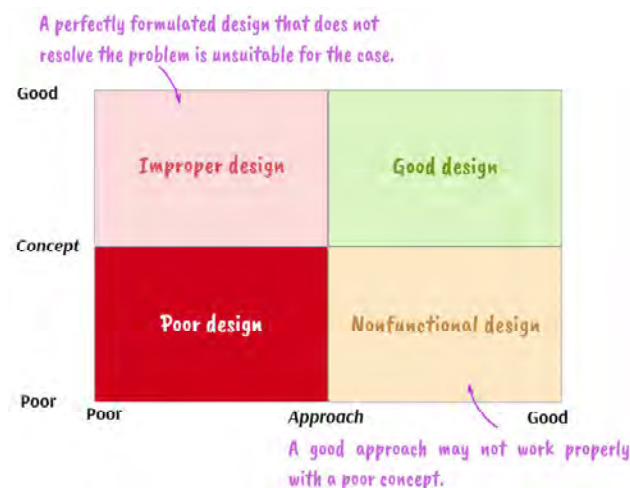 A perfectly formulated design that does not
resolve the problem is unsuitable for the case.
Good
Improper design
Good design
Concept
Poor design
Nonfunctional design
Poor
Poor
Approach
Good
A good approach may not work properly
with a poor concept.